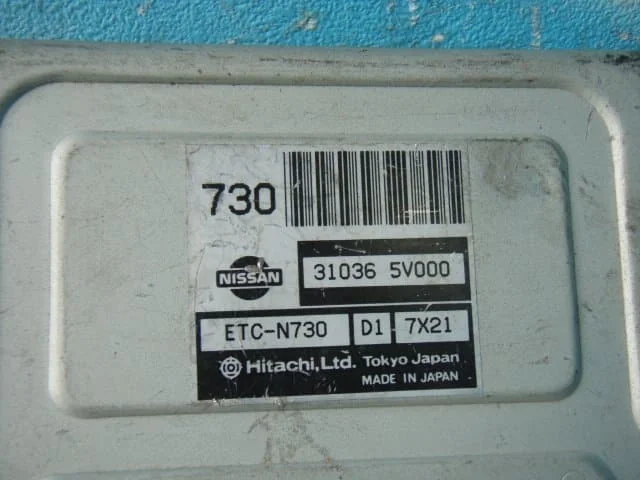 730
NISSAN
31036 5V000
ETC-N730 D1 7X21
Hitachi, Ltd. Tokyo Japan
MADE IN JAPAN